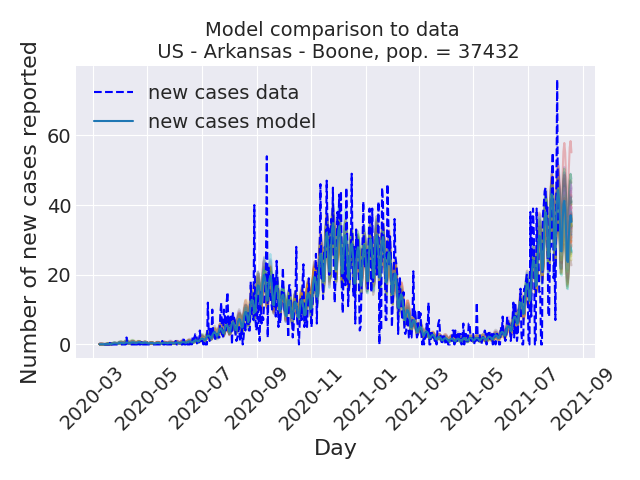 Model comparison to data
US - Arkansas - Boone, pop. = 37432
new cases data
new cases model
Number of new cases reported
60
40
20
0
2020-03
2020-05
2020-07
2020-09
2020-11
2021-01
2021-03
2021-05
2021-07
2021-09
Day